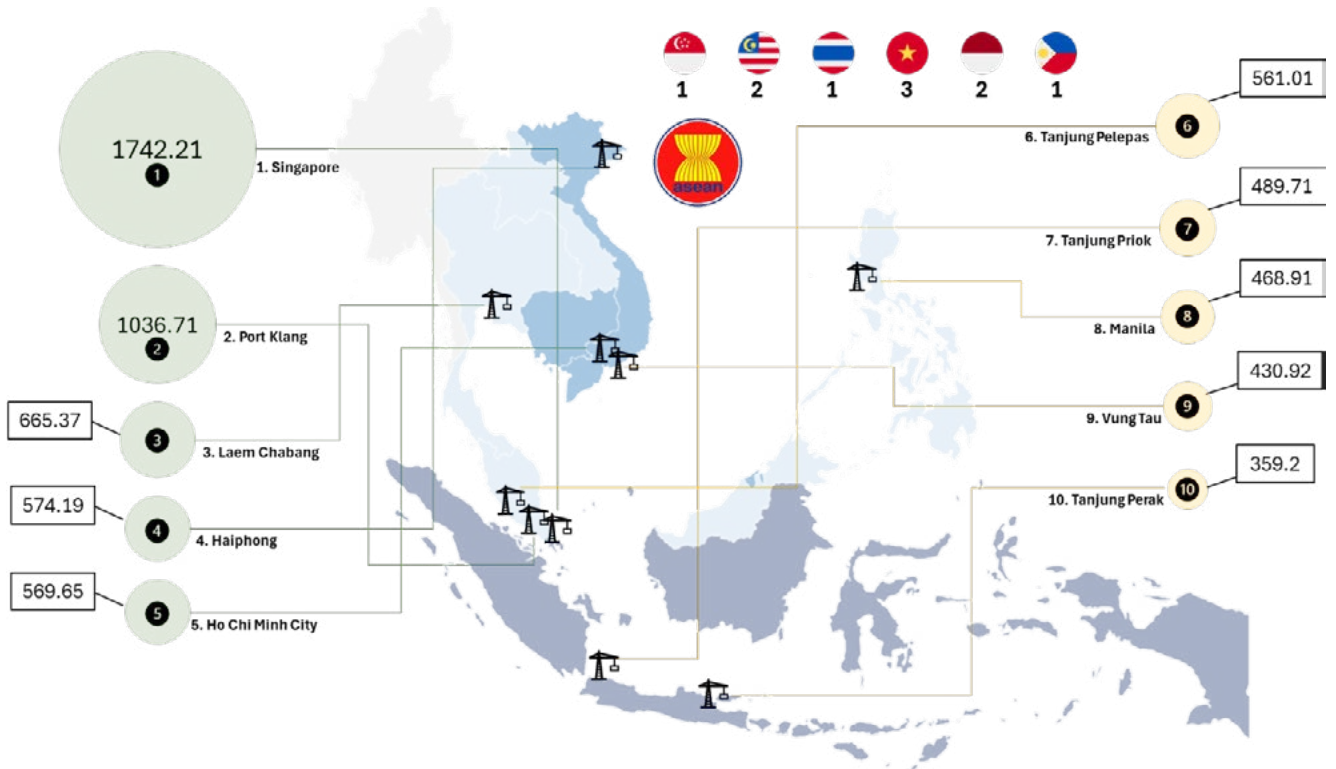 1 2 1 3 2 1
asean
1742.21
1
1. Singapore
1036.71
2
2. Port Klang
665.37
3
3. Laem Chabang
574.19
4
4. Haiphong
569.65
5
5. Ho Chi Minh City
561.01
6
6. Tanjung Pelepas
489.71
7
7. Tanjung Priok
468.91
8
8. Manila
430.92
9
9. Vung Tau
359.2
10
10. Tanjung Perak